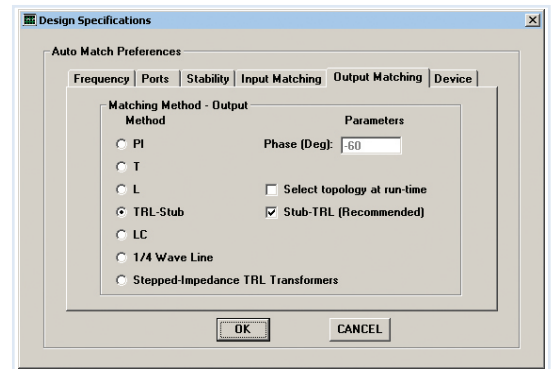 Design Specifications
Auto Match Preferences
Frequency Ports Stability Input Matching Output Matching Device
Matching Method - Output
Method Parameters
PI Phase (Deg): -60
T
L Select topology at run-time
TRL-Stub Stub-TRL (Recommended)
LC
1/4 Wave Line
Stepped-Impedance TRL Transformers
OK CANCEL